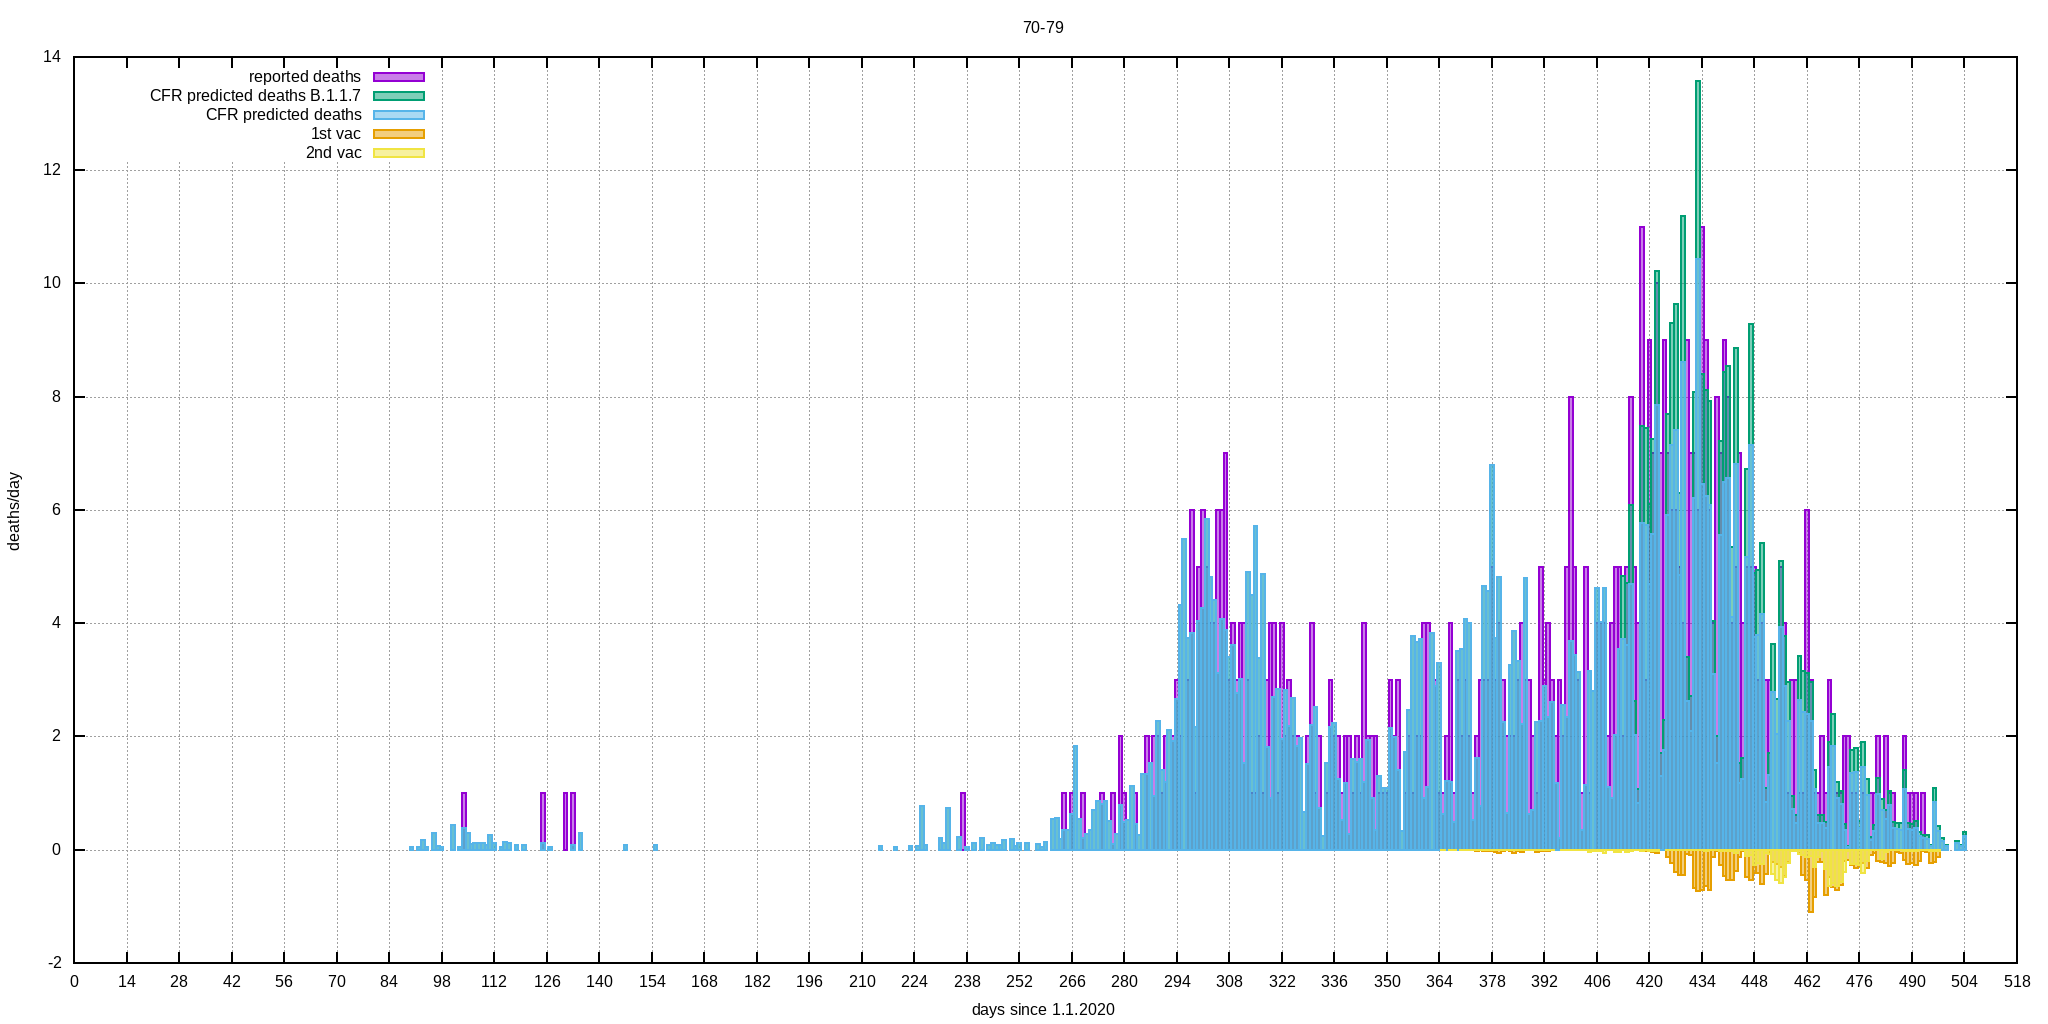 70-79
14
12
10
8
6
4
2
0
-2
deaths/day
reported deaths
CFR predicted deaths B.1.1.7
CFR predicted deaths
1st vac
2nd vac
0 14 28 42 56 70 84 98 112 126 140 154 168 182 196 210 224 238 252 266 280 294 308 322 336 350 364 378 392 406 420 434 448 462 476 490 504 518
days since 1.1.2020